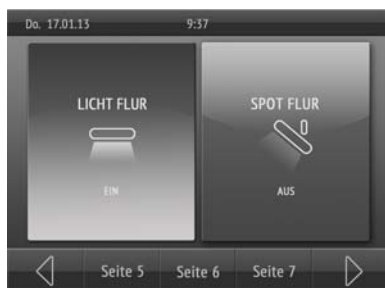 Do. 17.01.13 9:37
LICHT FLUR SPOT FLUR
EIN AUS
Seite 5 Seite 6 Seite 7